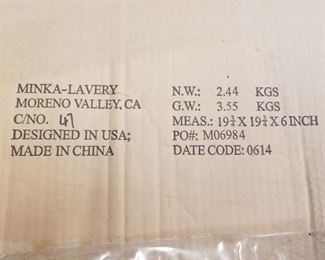 MINKA-LAVERY
MORENO VALLEY, CA
C/NO. 47
DESIGNED IN USA;
MADE IN CHINA
N.W.: 2.44 KGS
G.W.: 3.55 KGS
MEAS.: 19¾ X 19¾ X 6 INCH
PO#: M06984
DATE CODE: 0614